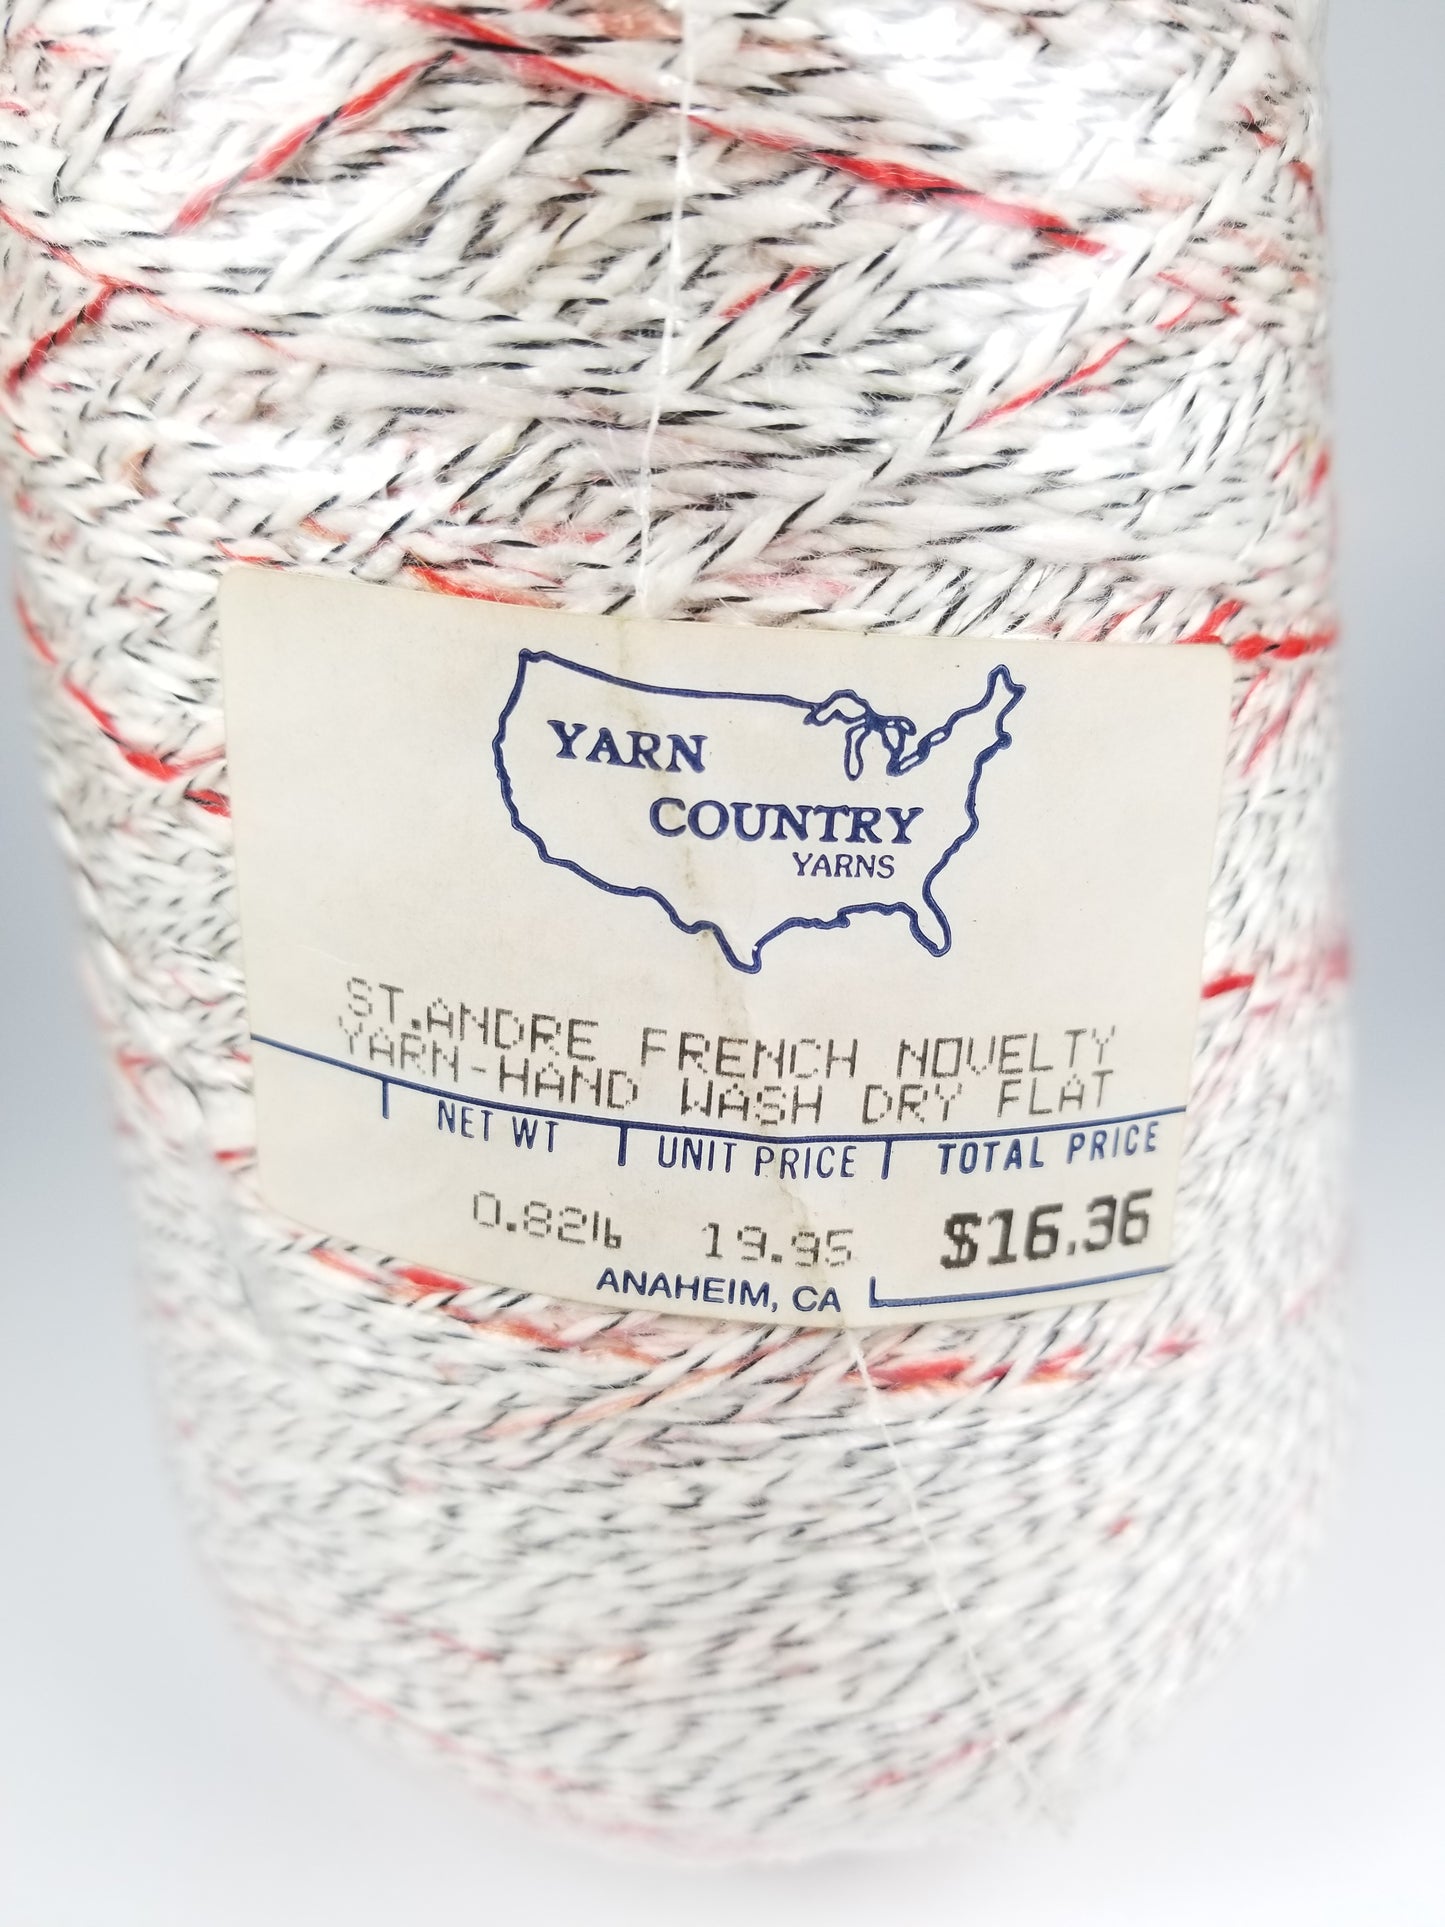 YARN
COUNTRY
YARNS
ST.ANDRE FRENCH NOVELTY
YARN-HAND WASH DRY FLAT
NET WT UNIT PRICE TOTAL PRICE
0.82lb 19.95 $16.36
ANAHEIM, CA